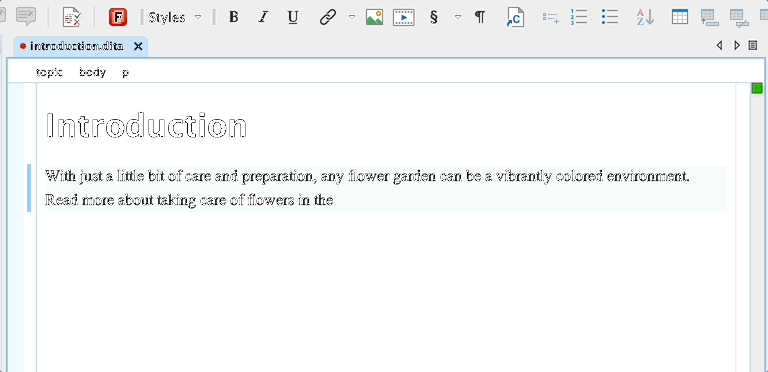 Styles B I U § ¶
introduction.dita
topic body p
Introduction
With just a little bit of care and preparation, any flower garden can be a vibrantly colored environment.
Read more about taking care of flowers in the